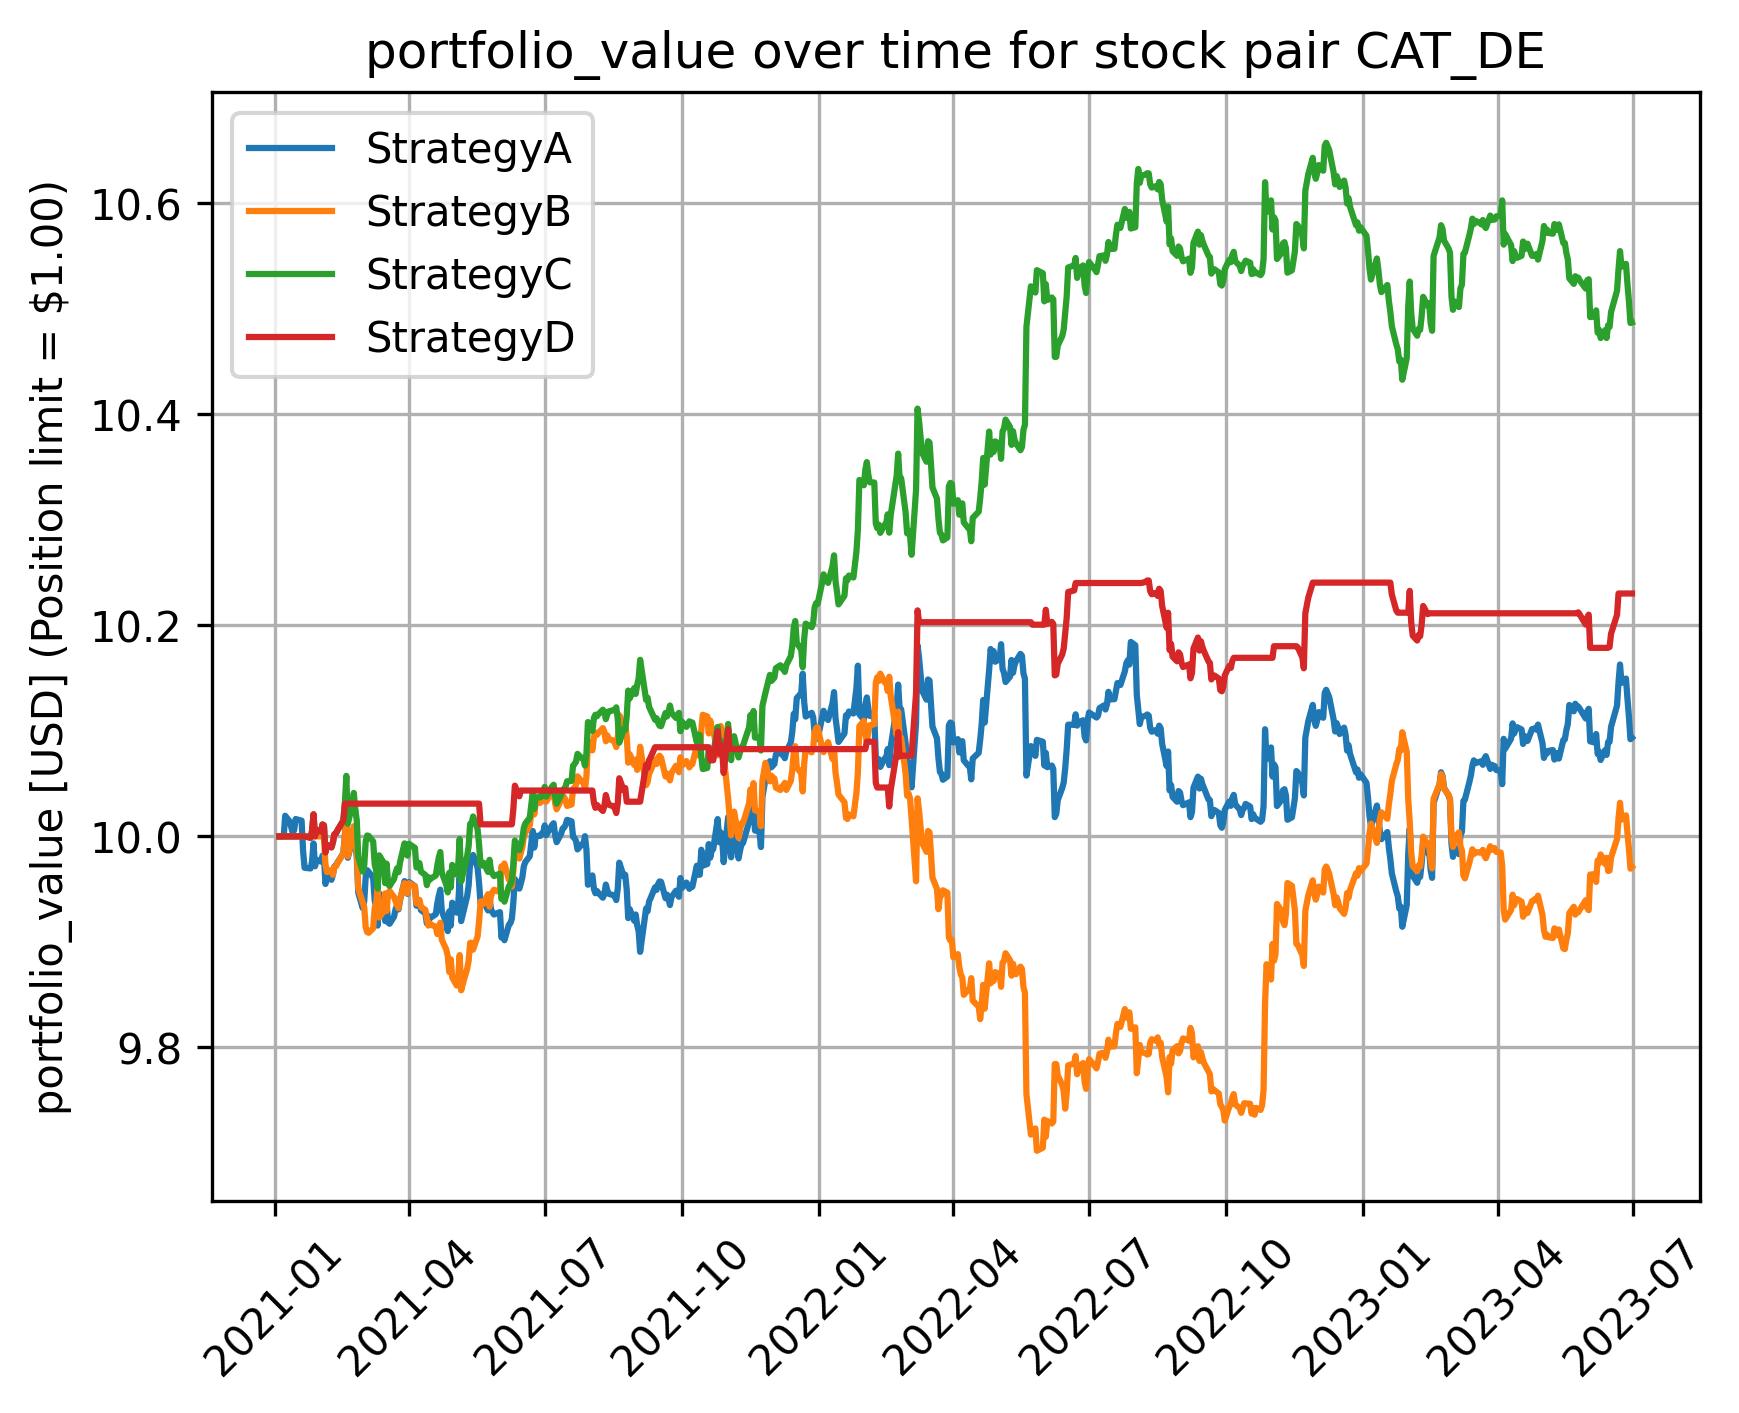 portfolio_value over time for stock pair CAT_DE
StrategyA
StrategyB
StrategyC
StrategyD
portfolio_value [USD] (Position limit = $1.00)
10.6
10.4
10.2
10.0
9.8
2021-01
2021-04
2021-07
2021-10
2022-01
2022-04
2022-07
2022-10
2023-01
2023-04
2023-07